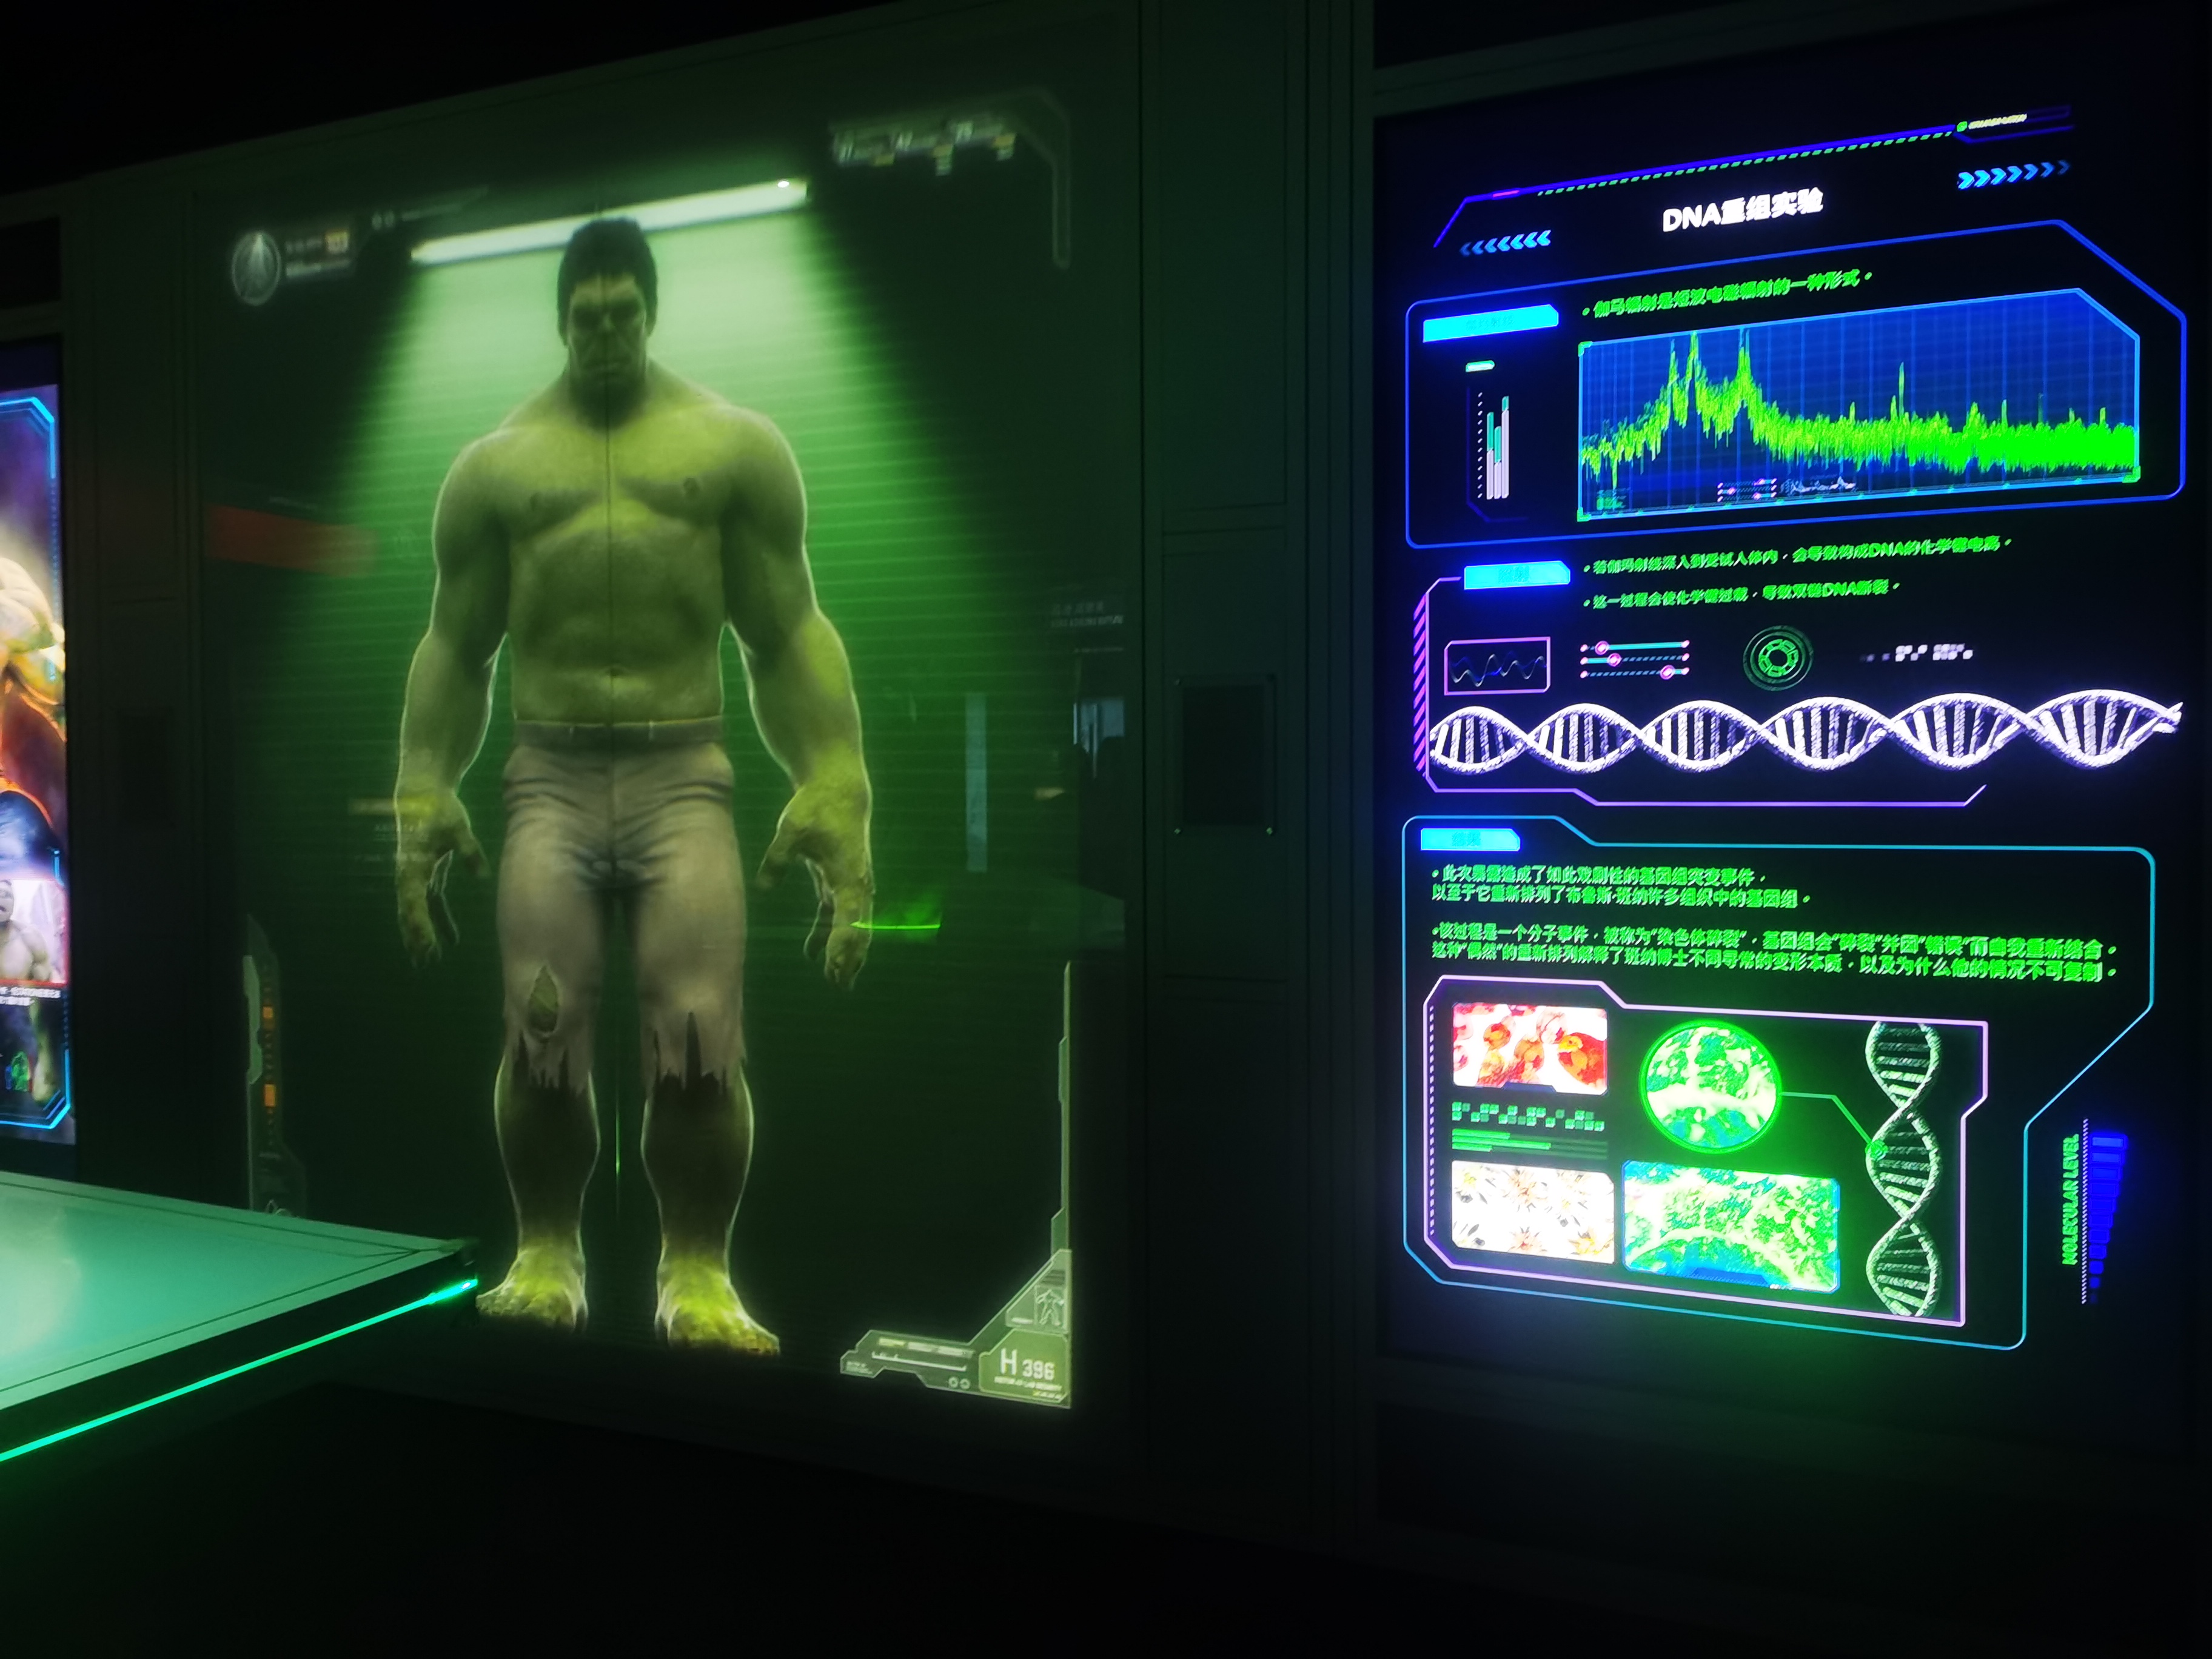 DNA重组实验
• 伽马辐射是短波电磁辐射的一种形式。
• 若伽玛射线深入到受试人体内，会导致构成DNA的化学键电离。
• 这一过程会使化学键过载，导致双链DNA断裂。
结果
• 此次暴露造成了如此戏剧性的基因组突变事件，
以至于它重新排列了布鲁斯·班纳许多组织中的基因组。
•该过程是一个分子事件，被称为“染色体碎裂”，基因组会“碎裂”并因“错误”而自我重新结合。
这种“偶然”的重新排列解释了班纳博士不同寻常的变形本质，以及为什么他的情况不可复制。
MOLECULAR LEVEL
H 396